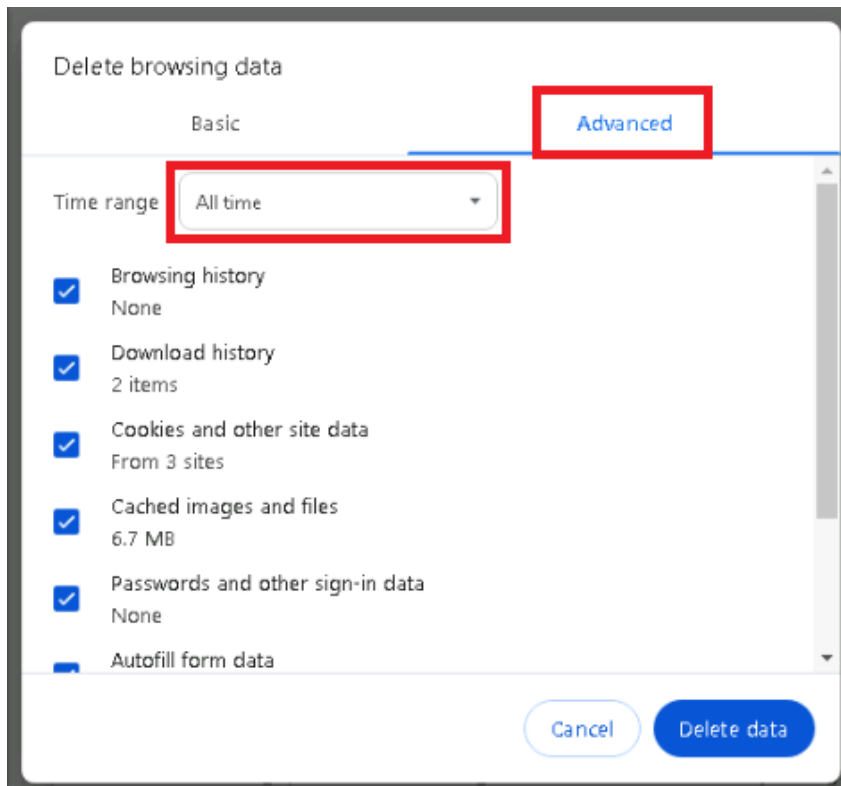 Delete browsing data
Basic
Advanced
Time range
All time
Browsing history
None
Download history
2 items
Cookies and other site data
From 3 sites
Cached images and files
6.7 MB
Passwords and other sign-in data
None
Autofill form data
Cancel
Delete data